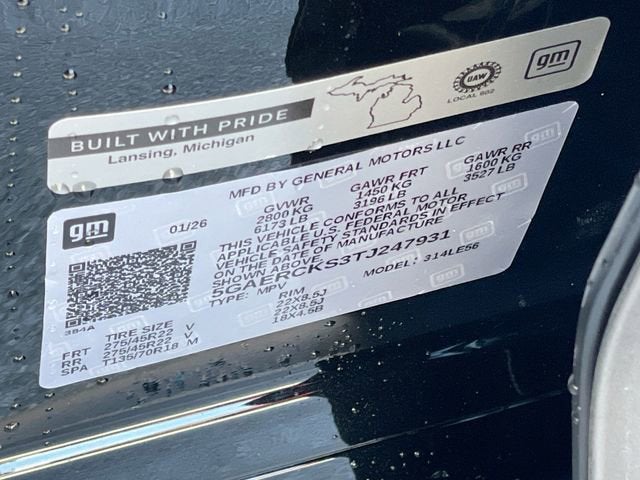 BUILT WITH PRIDE
Lansing, Michigan
UAW
LOCAL 602
gm
gm
01/26
MFD BY GENERAL MOTORS LLC
GVWR GAWR FRT GAWR RR
2800 KG 1450 KG 1600 KG
6173 LB 3196 LB 3527 LB
THIS VEHICLE CONFORMS TO ALL
APPLICABLE U.S. FEDERAL MOTOR
VEHICLE SAFETY STANDARDS IN EFFECT
ON THE DATE OF MANUFACTURE
SHOWN ABOVE.
5GAERCKS3TJ247931
TYPE: MPV MODEL: 314LE56
384A
TIRE SIZE RIM
FRT 275/45R22 V 22X8.5J
RR 275/45R22 V 22X8.5J
SPA T135/70R18 M 18X4.5B